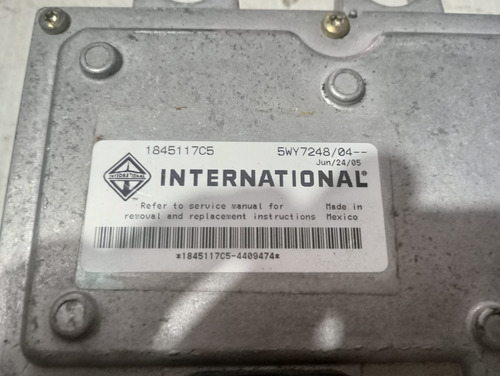 1845117C5 5WY7248/04--
Jun/24/05
INTERNATIONAL INTERNATIONAL®
Refer to service manual for Made in
removal and replacement instructions Mexico
*1845117C5-4409474*